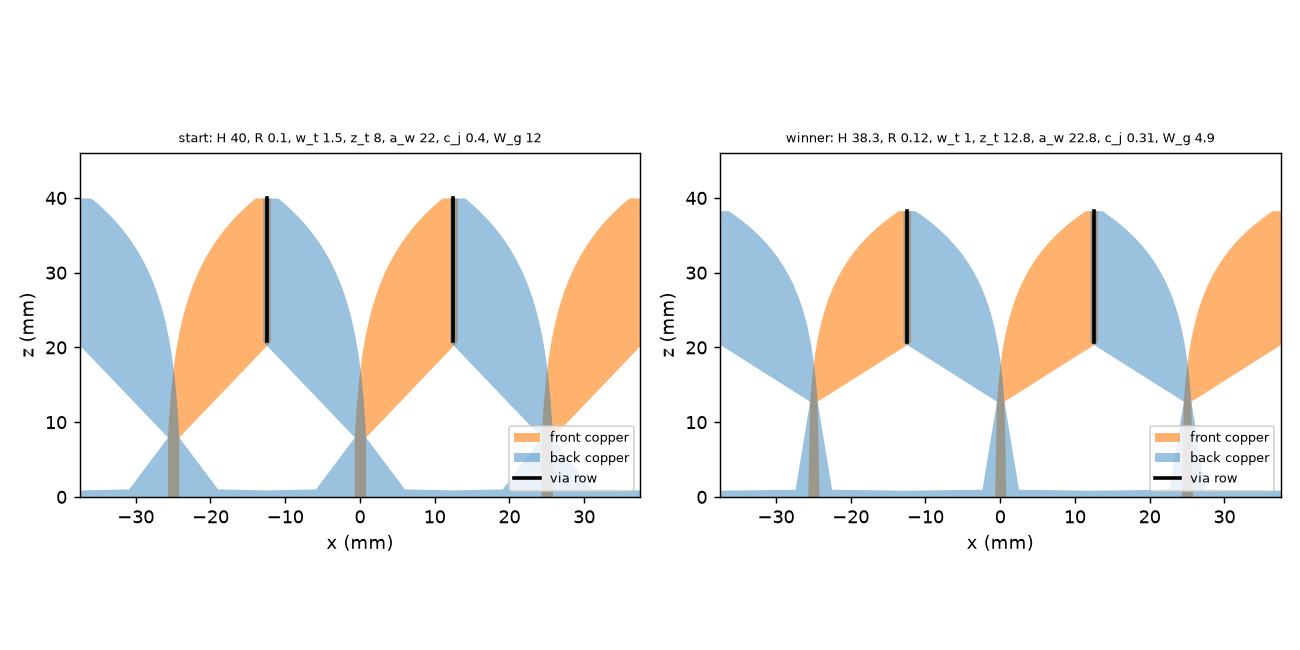 start: H 40, R 0.1, w_t 1.5, z_t 8, a_w 22, c_j 0.4, W_g 12
z (mm)
40
30
20
10
0
front copper
back copper
via row
−30 −20 −10 0 10 20 30
x (mm)
winner: H 38.3, R 0.12, w_t 1, z_t 12.8, a_w 22.8, c_j 0.31, W_g 4.9
z (mm)
40
30
20
10
0
front copper
back copper
via row
−30 −20 −10 0 10 20 30
x (mm)